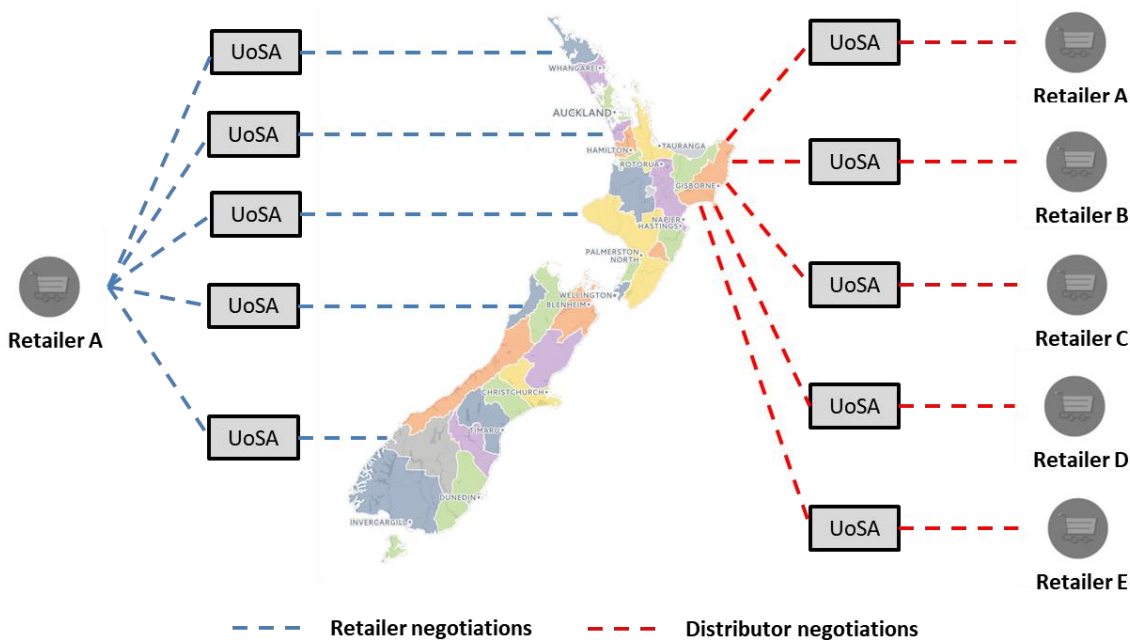 UoSA
UoSA
UoSA
UoSA
UoSA
Retailer A
WHANGAREI
AUCKLAND
HAMILTON
TAURANGA
ROTORUA
GISBORNE
NAPIER
HASTINGS
PALMERSTON
NORTH
WELLINGTON
BLENHEIM
CHRISTCHURCH
TIMARU
DUNEDIN
INVERCARGILL
UoSA
Retailer A
UoSA
Retailer B
UoSA
Retailer C
UoSA
Retailer D
UoSA
Retailer E
Retailer negotiations
Distributor negotiations